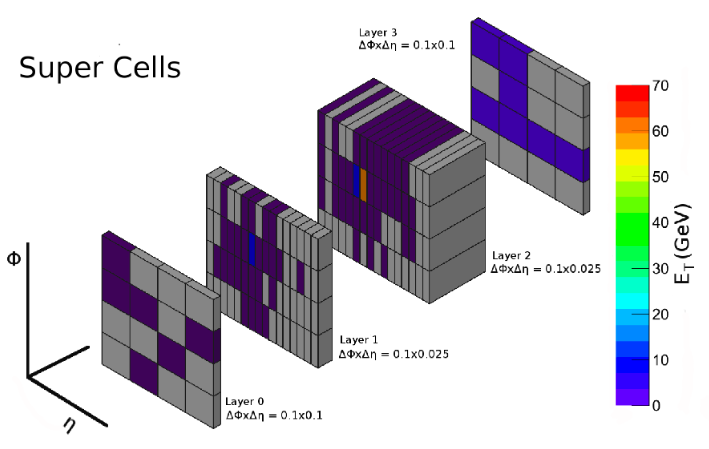 Super Cells
Layer 3
ΔΦxΔη = 0.1x0.1
Layer 2
ΔΦxΔη = 0.1x0.025
Layer 1
ΔΦxΔη = 0.1x0.025
Layer 0
ΔΦxΔη = 0.1x0.1
Φ
η
70
60
50
40
30
20
10
0
E_T (GeV)